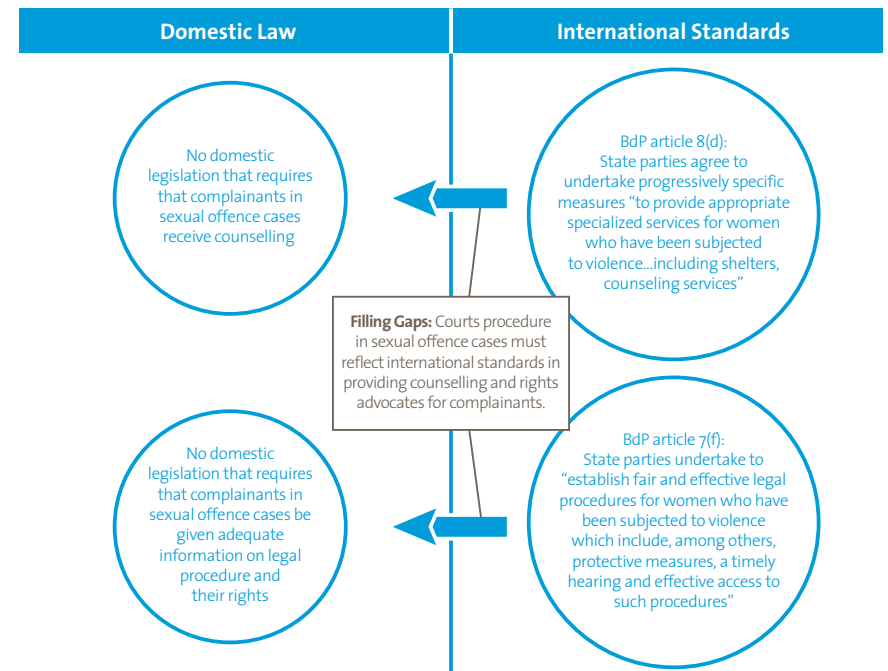 Domestic Law
International Standards
No domestic
legislation that requires
that complainants in
sexual offence cases
receive counselling
BdP article 8(d):
State parties agree to
undertake progressively specific
measures “to provide appropriate
specialized services for women
who have been subjected
to violence...including shelters,
counseling services”
Filling Gaps: Courts procedure
in sexual offence cases must
reflect international standards in
providing counselling and rights
advocates for complainants.
No domestic
legislation that requires
that complainants in
sexual offence cases be
given adequate
information on legal
procedure and
their rights
BdP article 7(f):
State parties undertake to
“establish fair and effective legal
procedures for women who have
been subjected to violence
which include, among others,
protective measures, a timely
hearing and effective access to
such procedures”